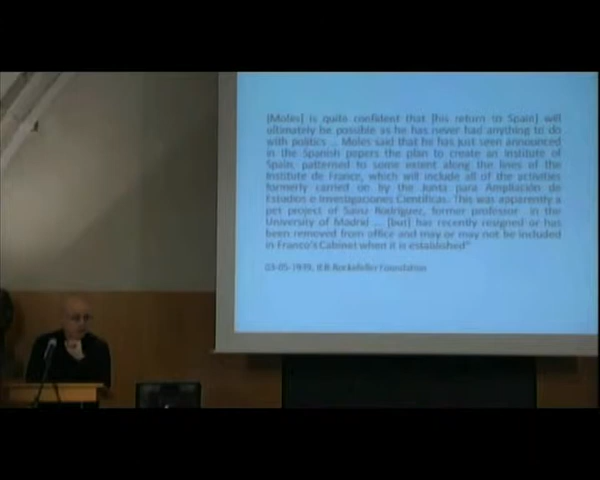 [Moles] is quite confident that [his return to Spain] will
ultimately be possible as he has never had anything to do
with politics ... Moles said that he has just seen announced
in the Spanish papers the plan to create an Institute of
Spain, patterned to some extent along the lines of the
Institute de France, which will include all of the activities
formerly carried on by the Junta para Ampliación de
Estudios e Investigaciones Científicas. This was apparently a
pet project of Sainz Rodríguez, former professor in the
University of Madrid ... [but] has recently resigned or has
been removed from office and may or may not be included
in Franco's Cabinet when it is established"
03-05-1939, Rockefeller Foundation